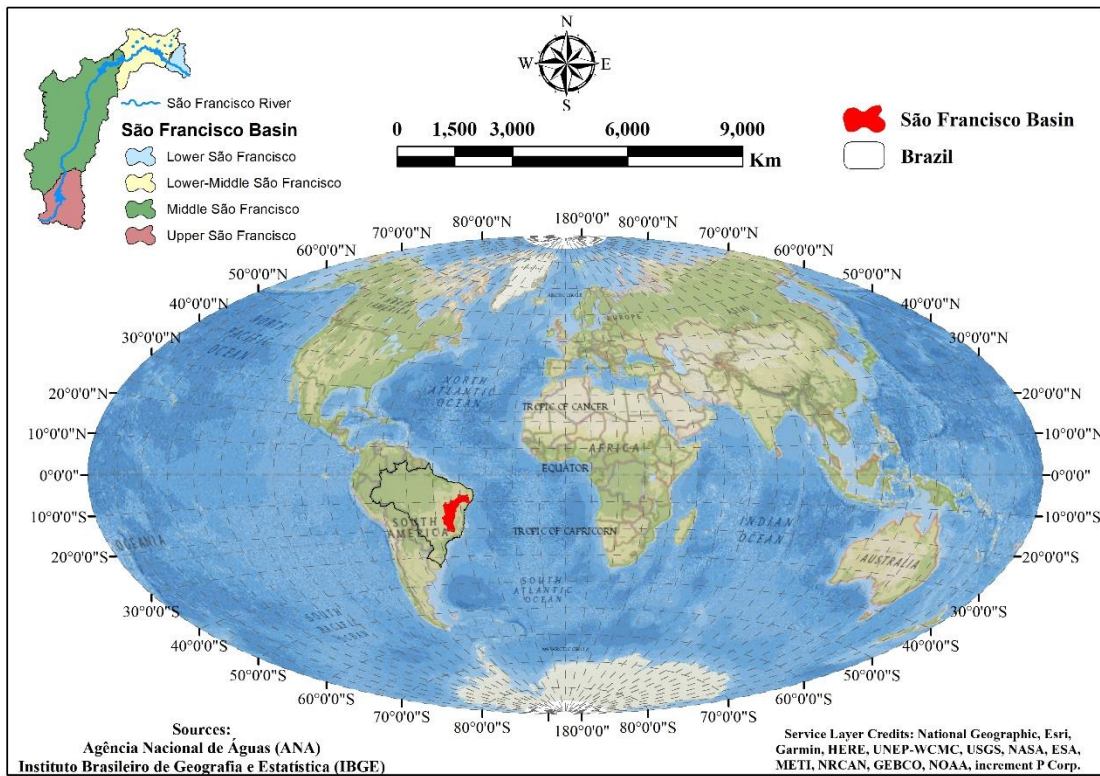 N
W E
S
São Francisco River
São Francisco Basin
Lower São Francisco
Lower-Middle São Francisco
Middle São Francisco
Upper São Francisco
0 1,500 3,000 6,000 9,000
Km
São Francisco Basin
Brazil
180°0'0"
80°0'0"N 80°0'0"N
70°0'0"N 70°0'0"N
60°0'0"N 60°0'0"N
50°0'0"N 50°0'0"N
40°0'0"N 40°0'0"N
30°0'0"N 30°0'0"N
20°0'0"N 20°0'0"N
10°0'0"N 10°0'0"N
0°0'0" 0°0'0"
10°0'0"S 10°0'0"S
20°0'0"S 20°0'0"S
30°0'0"S 30°0'0"S
40°0'0"S 40°0'0"S
50°0'0"S 50°0'0"S
60°0'0"S 60°0'0"S
70°0'0"S 70°0'0"S
80°0'0"S 80°0'0"S
180°0'0"
ARCTIC CIRCLE
EUROPE
ASIA
NORTH
PACIFIC
OCEAN
NORTH
ATLANTIC
OCEAN
TROPIC OF CANCER
AFRICA
EQUATOR
SOUTH
AMERICA
TROPIC OF CAPRICORN
INDIAN
OCEAN
OCEANIA
AUSTRALIA
SOUTH
ATLANTIC
OCEAN
SOUTH
PACIFIC
OCEAN
ANTARCTIC CIRCLE
Sources:
Agência Nacional de Águas (ANA)
Instituto Brasileiro de Geografia e Estatística (IBGE)
Service Layer Credits: National Geographic, Esri,
Garmin, HERE, UNEP-WCMC, USGS, NASA, ESA,
METI, NRCAN, GEBCO, NOAA, increment P Corp.